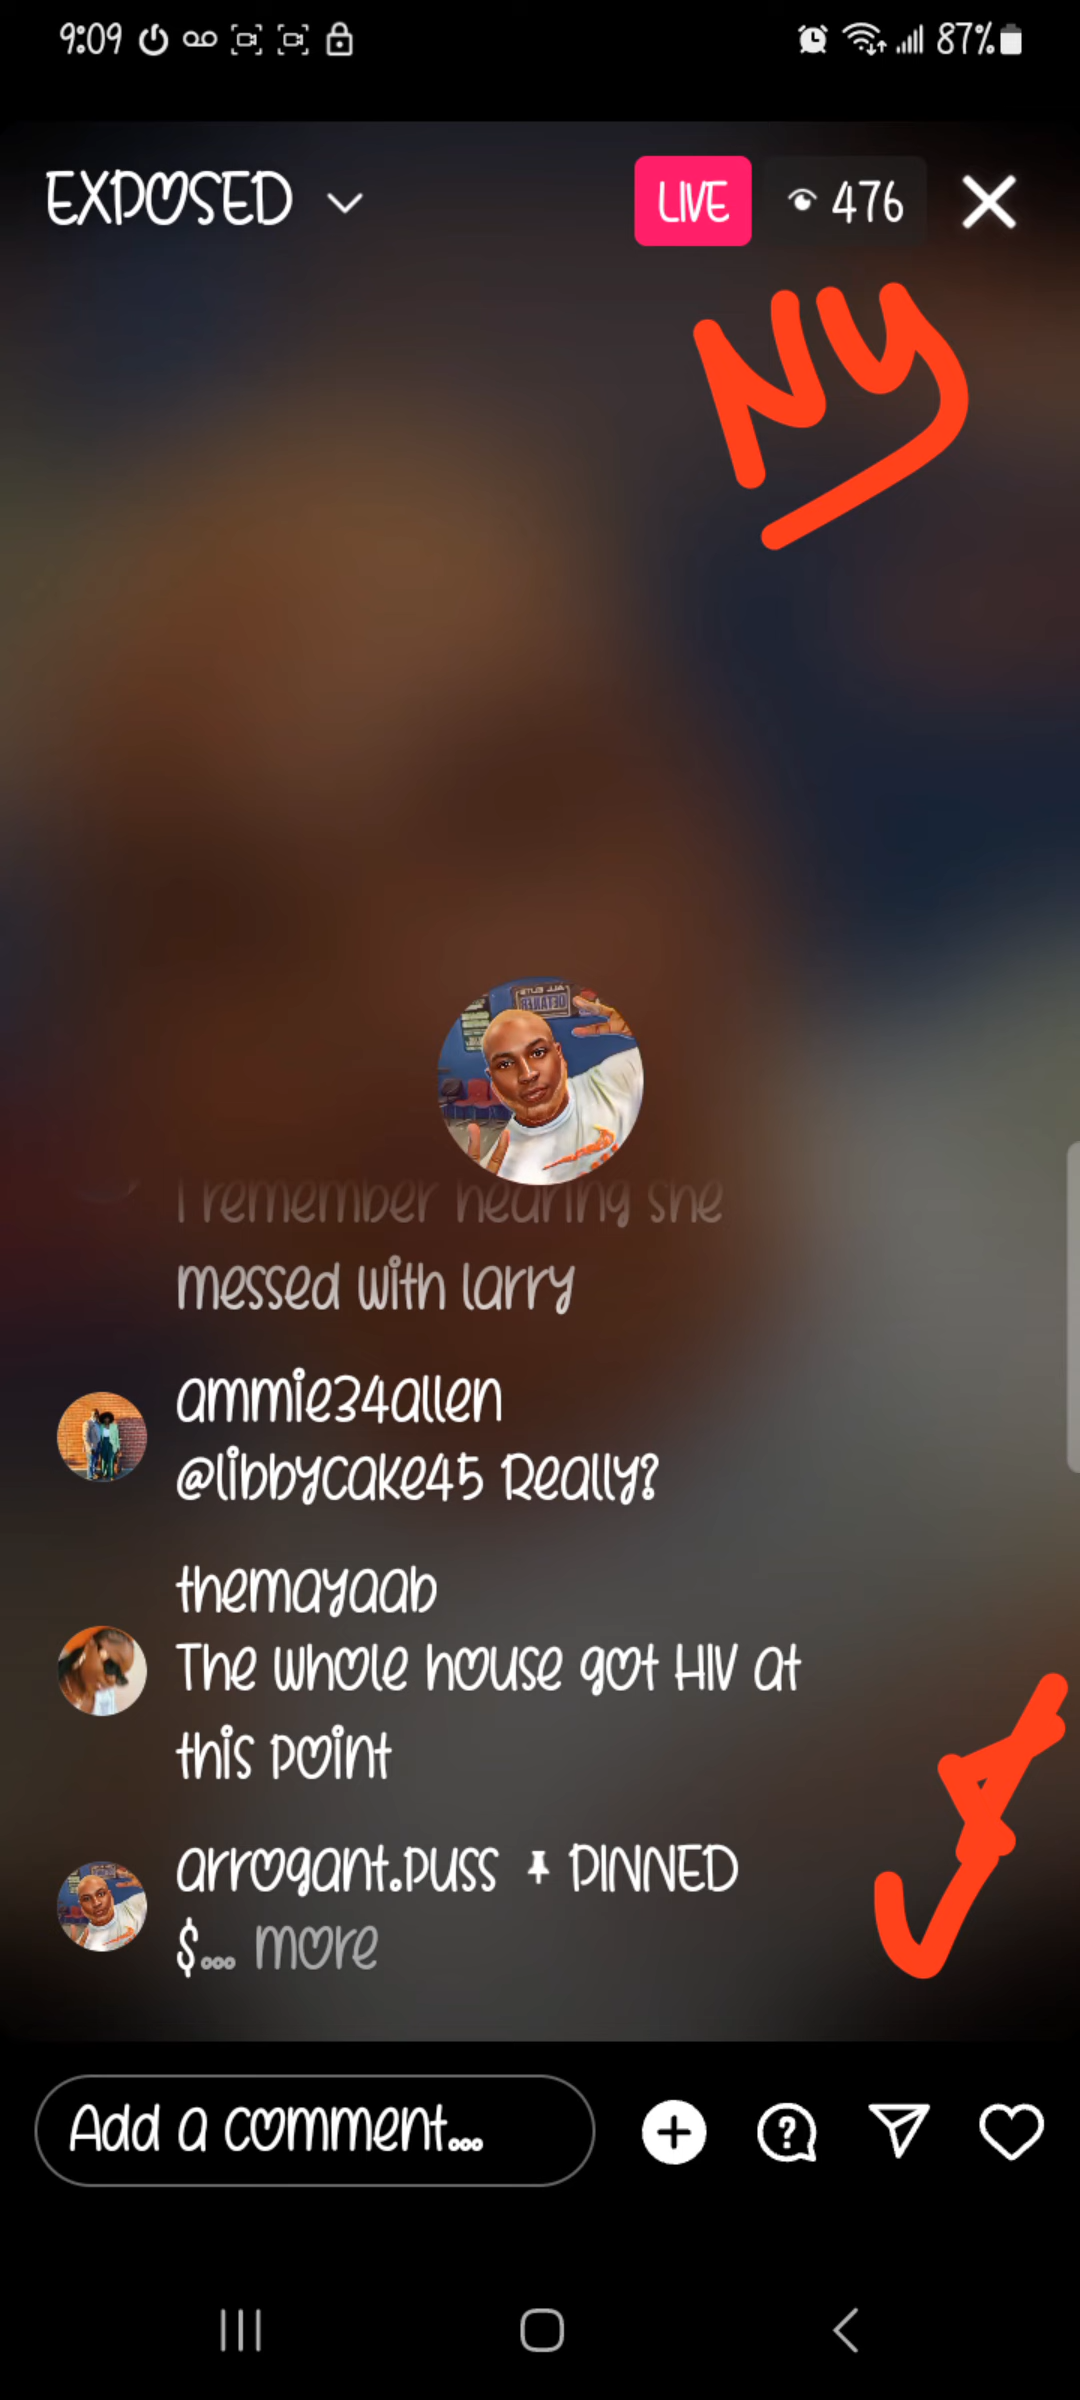 9:09
87%
EXPOSED
LIVE
476
NY
I remember hearing she
messed with larry
ammie34allen
@libbycake45 Really?
themayaab
The whole house got HIV at
this point
arrogant.puss PINNED
$... more
Add a comment...